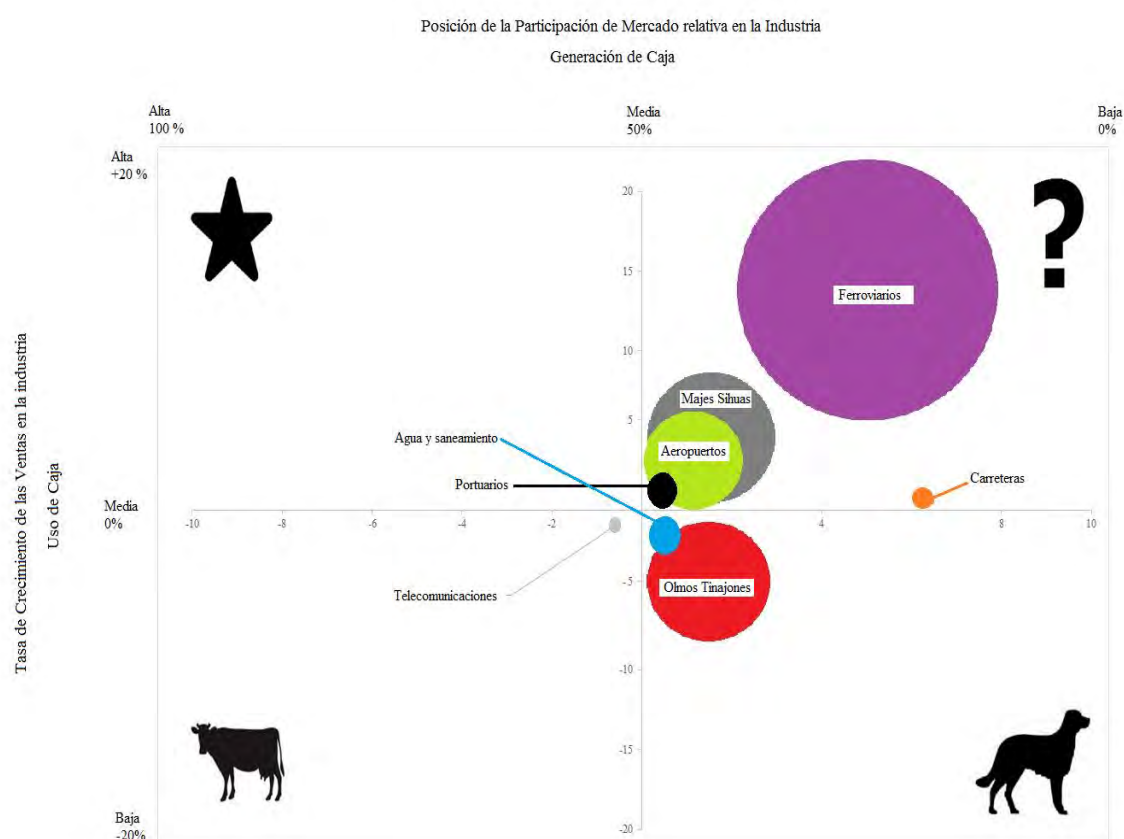 Posición de la Participación de Mercado relativa en la Industria
Generación de Caja
Alta
100 %
Media
50%
Baja
0%
Alta
+20 %
20
?
15
Ferroviarios
10
Majes Sihuas
5
Agua y saneamiento
Aeropuertos
Portuarios
Carreteras
Tasa de Crecimiento de las Ventas en la industria
Uso de Caja
Media
0%
-10
-8
-6
-4
-2
4
6
8
10
Telecomunicaciones
-5
Olmos Tinajones
-10
-15
Baja
-20%
-20